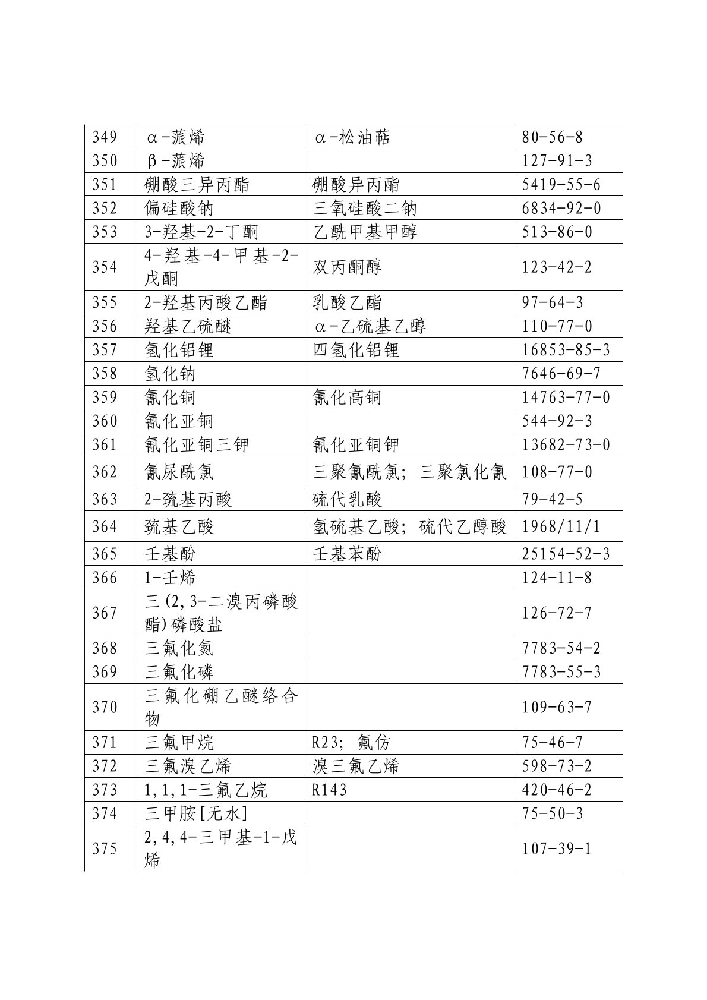 349 α-蒎烯 α-松油萜 80-56-8
350 β-蒎烯 127-91-3
351 硼酸三异丙酯 硼酸异丙酯 5419-55-6
352 偏硅酸钠 三氧硅酸二钠 6834-92-0
353 3-羟基-2-丁酮 乙酰甲基甲醇 513-86-0
354 4-羟基-4-甲基-2-
戊酮 双丙酮醇 123-42-2
355 2-羟基丙酸乙酯 乳酸乙酯 97-64-3
356 羟基乙硫醚 α-乙硫基乙醇 110-77-0
357 氢化铝锂 四氢化铝锂 16853-85-3
358 氢化钠 7646-69-7
359 氰化铜 氰化高铜 14763-77-0
360 氰化亚铜 544-92-3
361 氰化亚铜三钾 氰化亚铜钾 13682-73-0
362 氰尿酰氯 三聚氰酰氯；三聚氯化氰 108-77-0
363 2-巯基丙酸 硫代乳酸 79-42-5
364 巯基乙酸 氢硫基乙酸；硫代乙醇酸 1968/11/1
365 壬基酚 壬基苯酚 25154-52-3
366 1-壬烯 124-11-8
367 三(2,3-二溴丙磷酸
酯)磷酸盐 126-72-7
368 三氟化氮 7783-54-2
369 三氟化磷 7783-55-3
370 三氟化硼乙醚络合
物 109-63-7
371 三氟甲烷 R23；氟仿 75-46-7
372 三氟溴乙烯 溴三氟乙烯 598-73-2
373 1,1,1-三氟乙烷 R143 420-46-2
374 三甲胺[无水] 75-50-3
375 2,4,4-三甲基-1-戊
烯 107-39-1